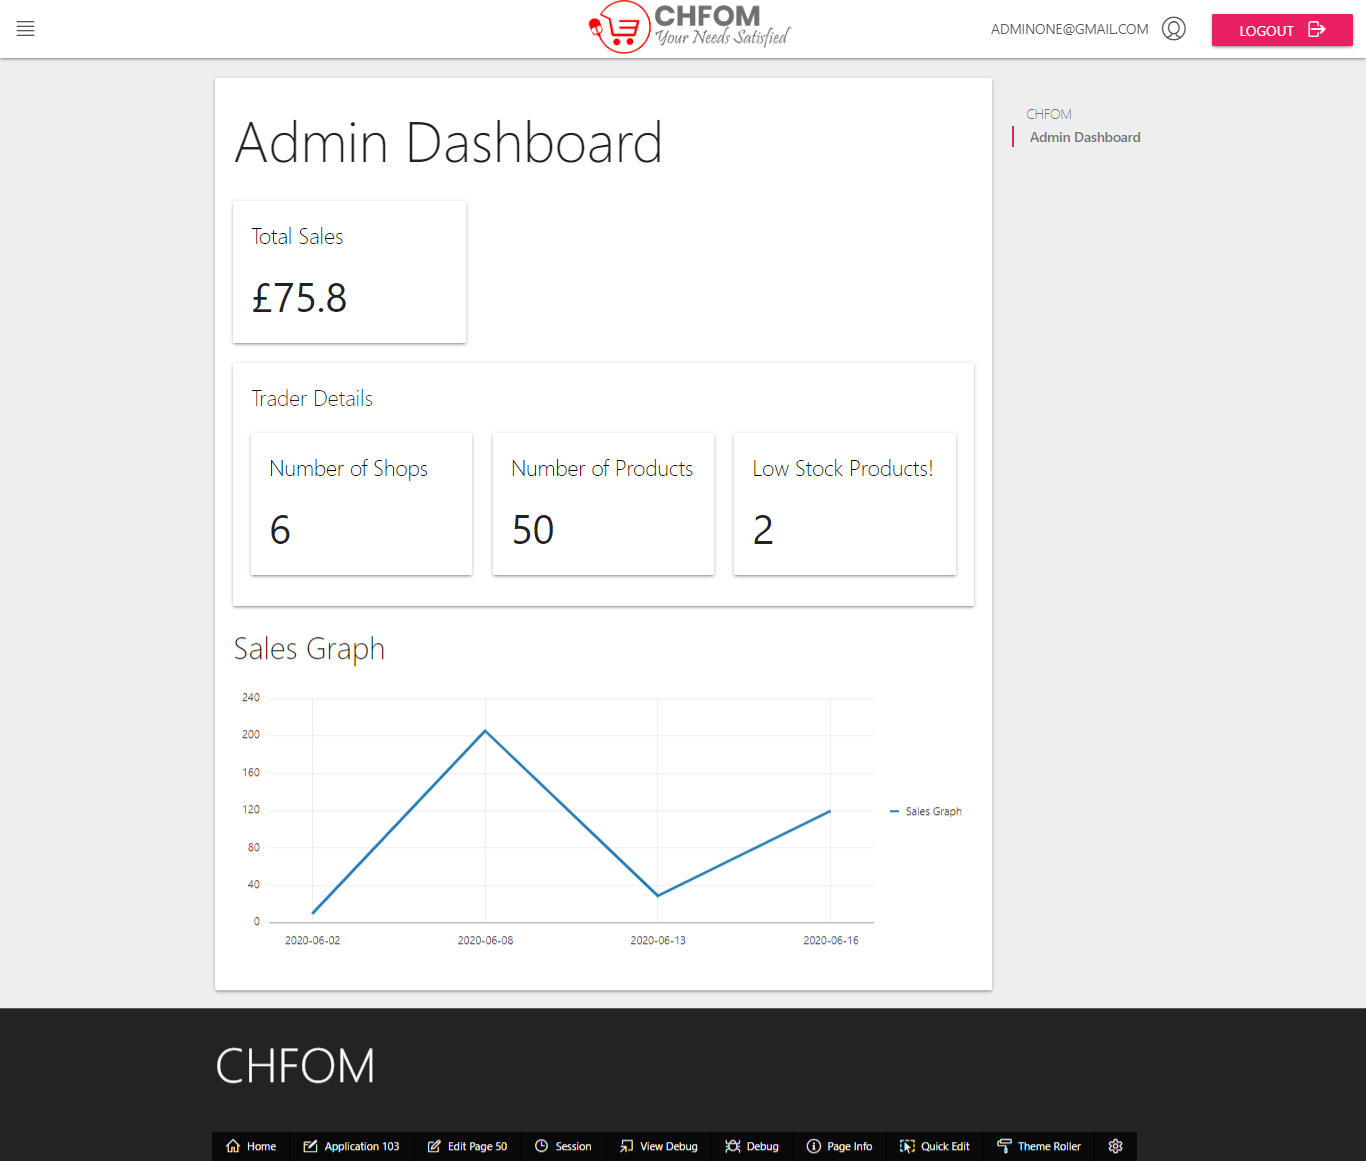 CHFOM
Your Needs Satisfied
ADMINONE@GMAIL.COM
LOGOUT
CHFOM
Admin Dashboard
Admin Dashboard
Total Sales
£75.8
Trader Details
Number of Shops
6
Number of Products
50
Low Stock Products!
2
Sales Graph
240
200
160
120
80
40
0
2020-06-02 2020-06-08 2020-06-13 2020-06-16
Sales Graph
CHFOM
Home Application 103 Edit Page 50 Session View Debug Debug Page Info Quick Edit Theme Roller